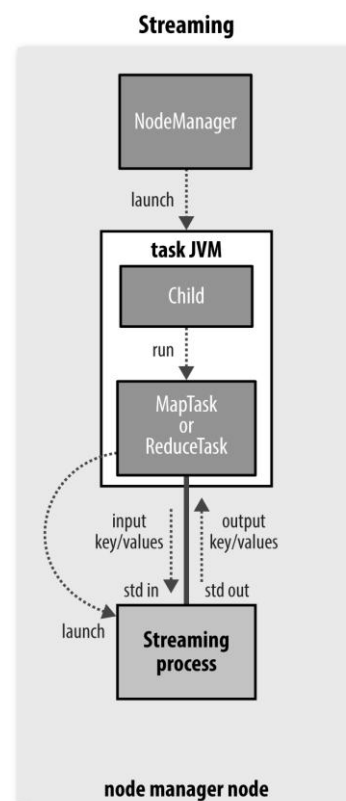 Streaming
NodeManager
launch
task JVM
Child
run
MapTask
or
ReduceTask
input
key/values
output
key/values
std in
std out
launch
Streaming
process
node manager node